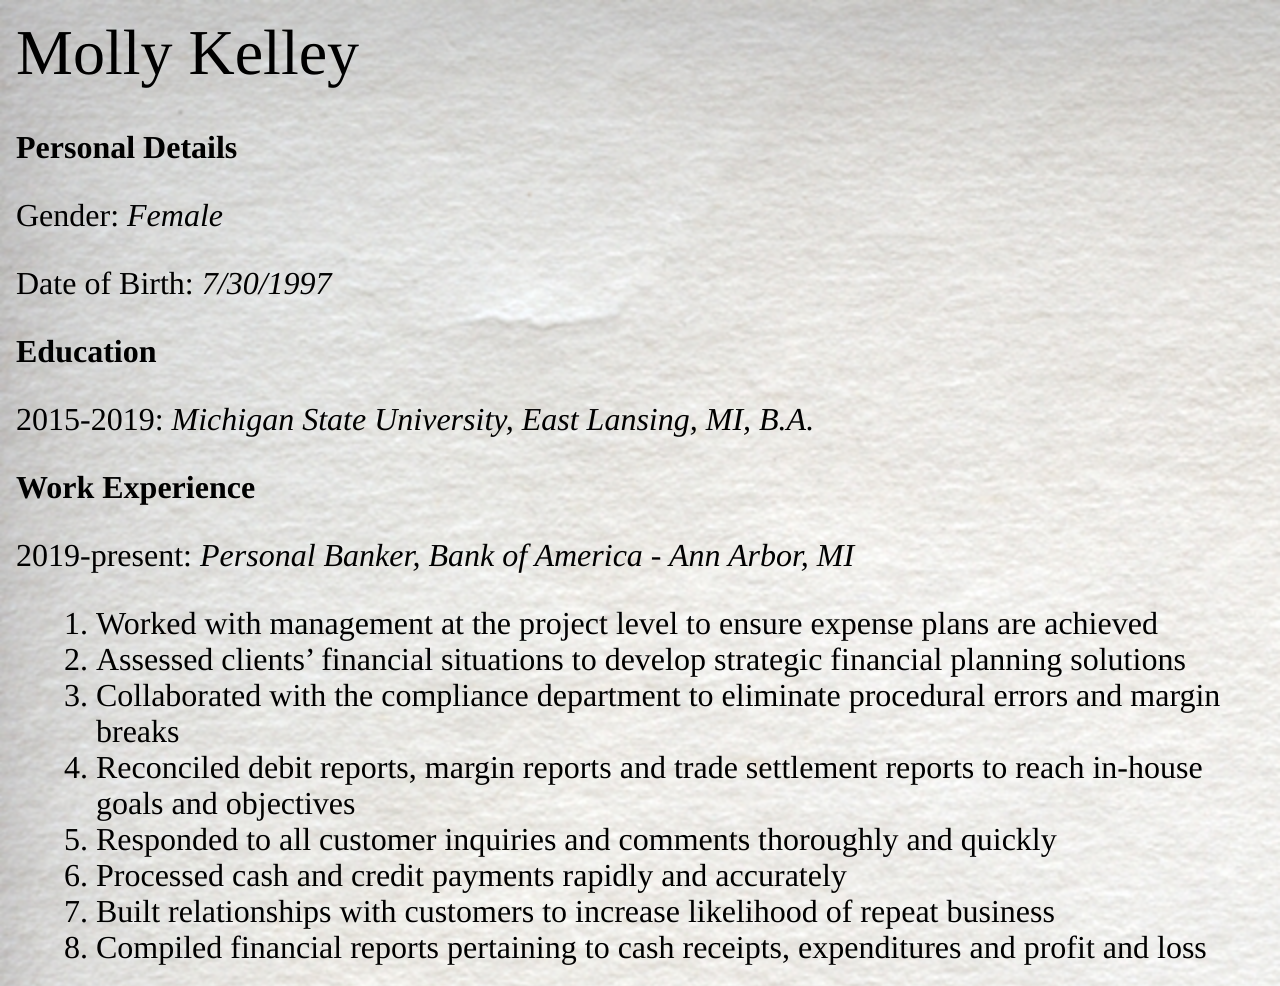 Molly Kelley
Personal Details
Gender: Female
Date of Birth: 7/30/1997
Education
2015-2019: Michigan State University, East Lansing, MI, B.A.
Work Experience
2019-present: Personal Banker, Bank of America - Ann Arbor, MI
1. Worked with management at the project level to ensure expense plans are achieved
2. Assessed clients’ financial situations to develop strategic financial planning solutions
3. Collaborated with the compliance department to eliminate procedural errors and margin
breaks
4. Reconciled debit reports, margin reports and trade settlement reports to reach in-house
goals and objectives
5. Responded to all customer inquiries and comments thoroughly and quickly
6. Processed cash and credit payments rapidly and accurately
7. Built relationships with customers to increase likelihood of repeat business
8. Compiled financial reports pertaining to cash receipts, expenditures and profit and loss